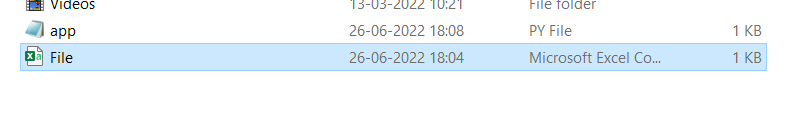 Videos 13-03-2022 10:21 File folder
app 26-06-2022 18:08 PY File 1 KB
File 26-06-2022 18:04 Microsoft Excel Co... 1 KB